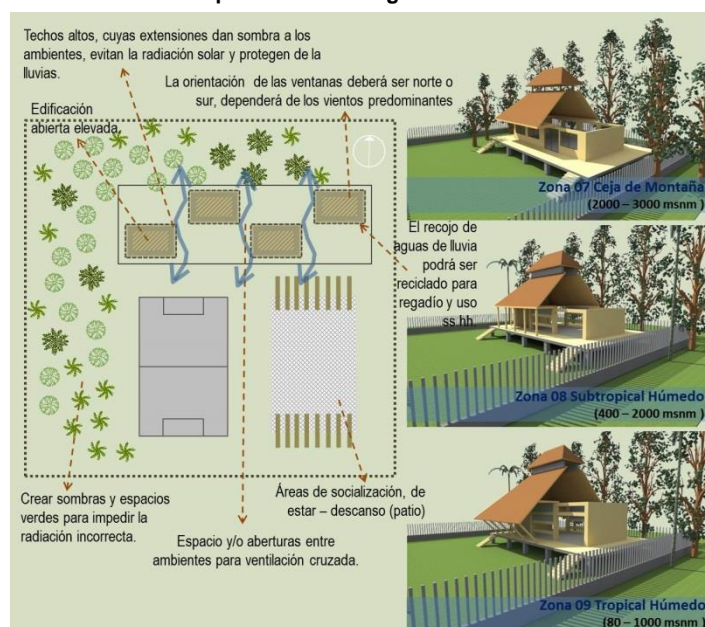 Techos altos, cuyas extensiones dan sombra a los
ambientes, evitan la radiación solar y protegen de la
lluvias.
La orientación de las ventanas deberá ser norte o
sur, dependerá de los vientos predominantes
Edificación
abierta elevada.
El recojo de
aguas de lluvia
podrá ser
reciclado para
regadío y uso
ss.hh.
Crear sombras y espacios
verdes para impedir la
radiación incorrecta.
Espacio y/o aberturas entre
ambientes para ventilación cruzada.
Áreas de socialización, de
estar – descanso (patio)
Zona 07 Ceja de Montaña
(2000 – 3000 msnm )
Zona 08 Subtropical Húmedo
(400 – 2000 msnm)
Zona 09 Tropical Húmedo
(80 – 1000 msnm)